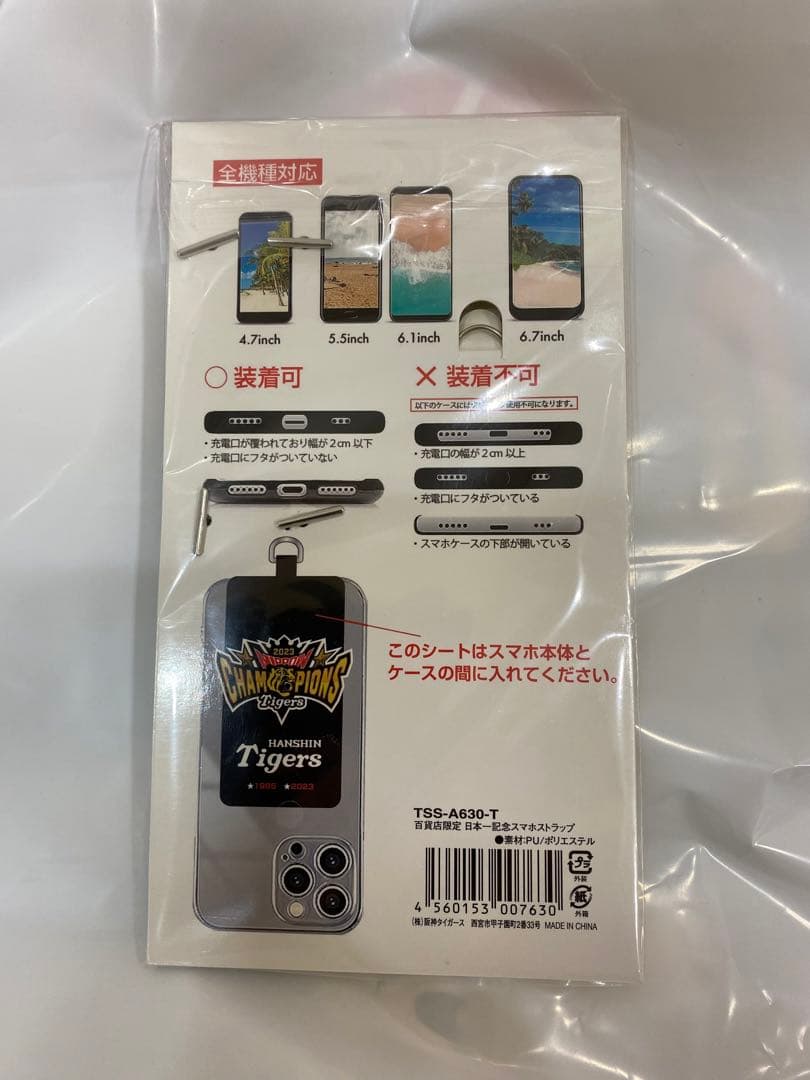 全機種対応
4.7inch
5.5inch
6.1inch
6.7inch
○ 装着可
・充電口が覆われており幅が2cm以下
・充電口にフタがついていない
× 装着不可
以下のケースには 使用不可になります。
・充電口の幅が2cm以上
・充電口にフタがついている
・スマホケースの下部が開いている
このシートはスマホ本体と
ケースの間に入れてください。
2023
NIPPON
CHAMPIONS
Tigers
HANSHIN
Tigers
★1985 ★2023
TSS-A630-T
百貨店限定 日本一記念スマホストラップ
●素材:PU/ポリエステル
プラ
外装
紙
外箱
4 560153 007630
(株)阪神タイガース 西宮市甲子園町2番33号 MADE IN CHINA